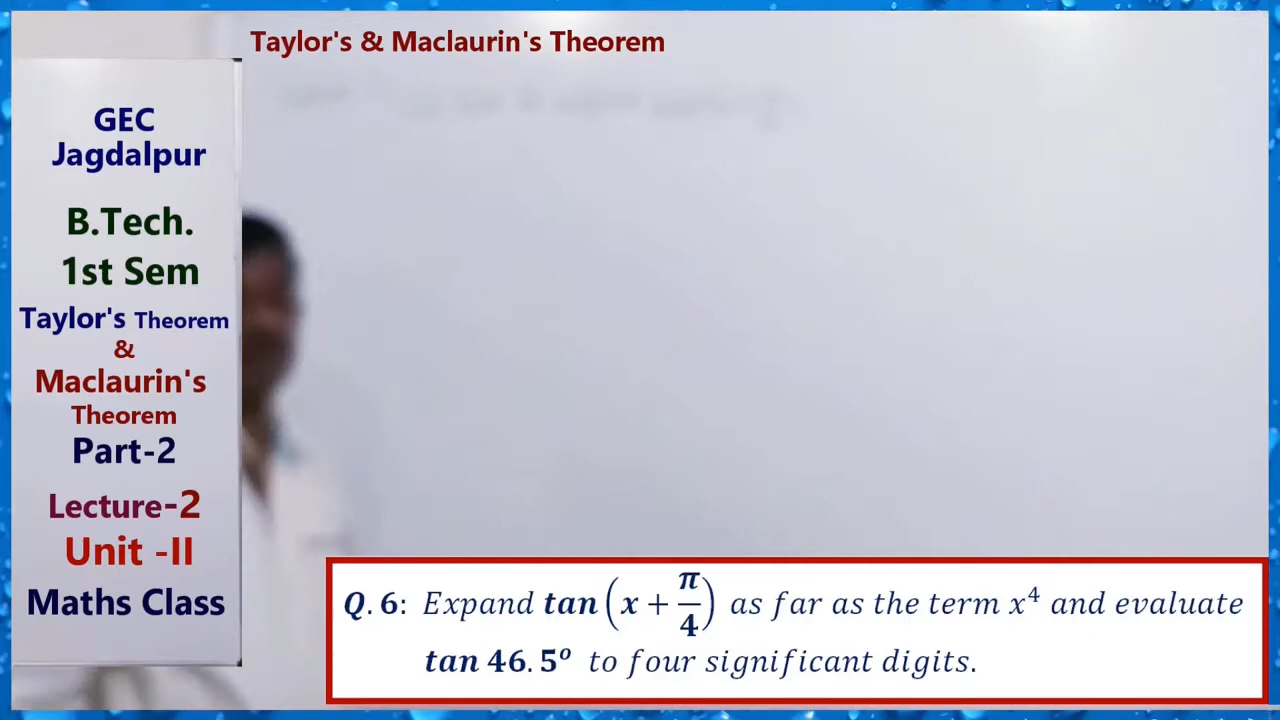 Taylor's & Maclaurin's Theorem
GEC
Jagdalpur
B.Tech.
1st Sem
Taylor's Theorem
&
Maclaurin's
Theorem
Part-2
Lecture-2
Unit -II
Maths Class
Q. 6: Expand tan (x + π/4) as far as the term x⁴ and evaluate
tan 46. 5ᵒ to four significant digits.